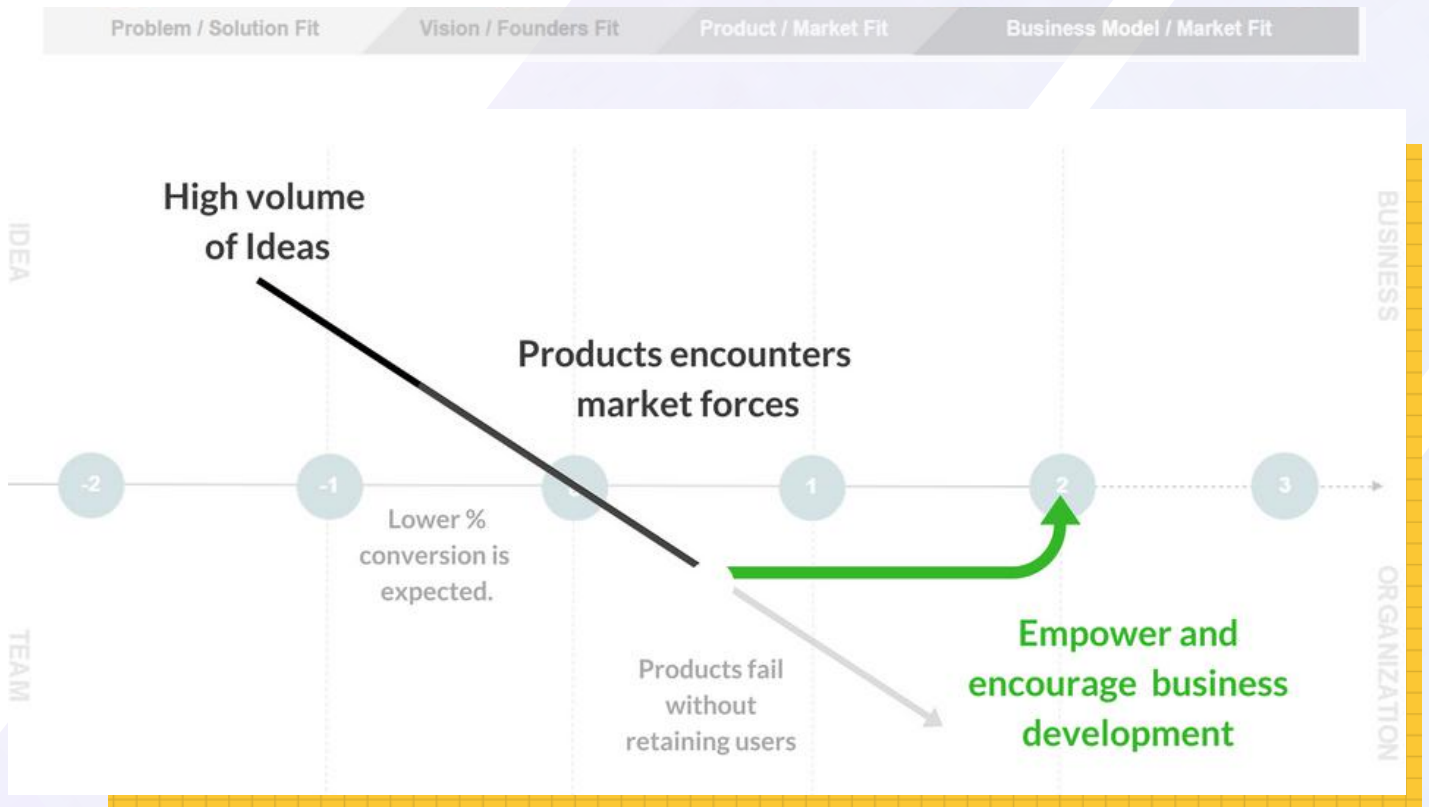 Problem / Solution Fit
Vision / Founders Fit
Product / Market Fit
Business Model / Market Fit
IDEA
BUSINESS
High volume
of Ideas
Products encounters
market forces
-2
-1
1
2
3
Lower %
conversion is
expected.
TEAM
ORGANIZATION
Products fail
without
retaining users
Empower and
encourage business
development